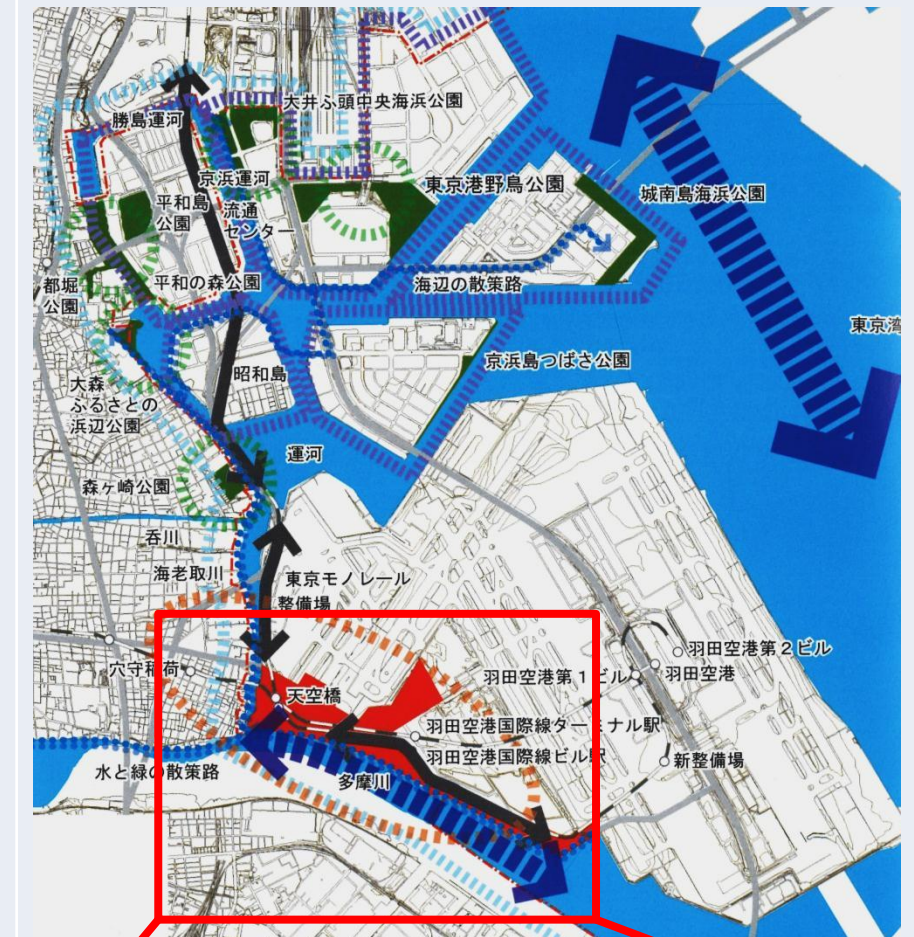 大井ふ頭中央海浜公園
勝島運河
京浜運河
東京港野鳥公園
城南島海浜公園
平和島
公園
流通
センター
平和の森公園
海辺の散策路
都堀
公園
東京湾
京浜島つばさ公園
昭和島
大森
ふるさとの
浜辺公園
運河
森ヶ崎公園
呑川
海老取川
東京モノレール
整備場
穴守稲荷
羽田空港第2ビル
羽田空港第1ビル
羽田空港
天空橋
羽田空港国際線ターミナル駅
羽田空港国際線ビル駅
新整備場
水と緑の散策路
多摩川